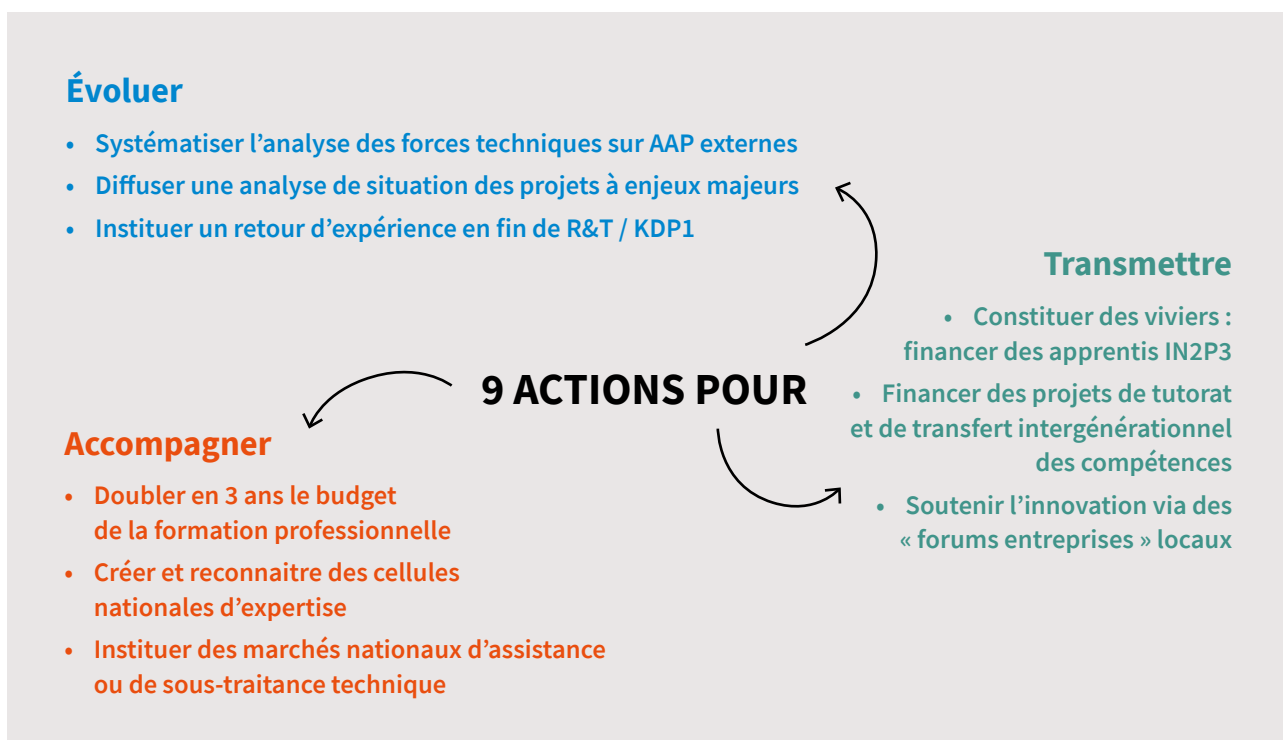 Évoluer
• Systématiser l’analyse des forces techniques sur AAP externes
• Diffuser une analyse de situation des projets à enjeux majeurs
• Instituer un retour d’expérience en fin de R&T / KDP1
Transmettre
• Constituer des viviers :
financer des apprentis IN2P3
• Financer des projets de tutorat
et de transfert intergénérationnel
des compétences
• Soutenir l’innovation via des
« forums entreprises » locaux
9 ACTIONS POUR
Accompagner
• Doubler en 3 ans le budget
de la formation professionnelle
• Créer et reconnaitre des cellules
nationales d’expertise
• Instituer des marchés nationaux d’assistance
ou de sous-traitance technique